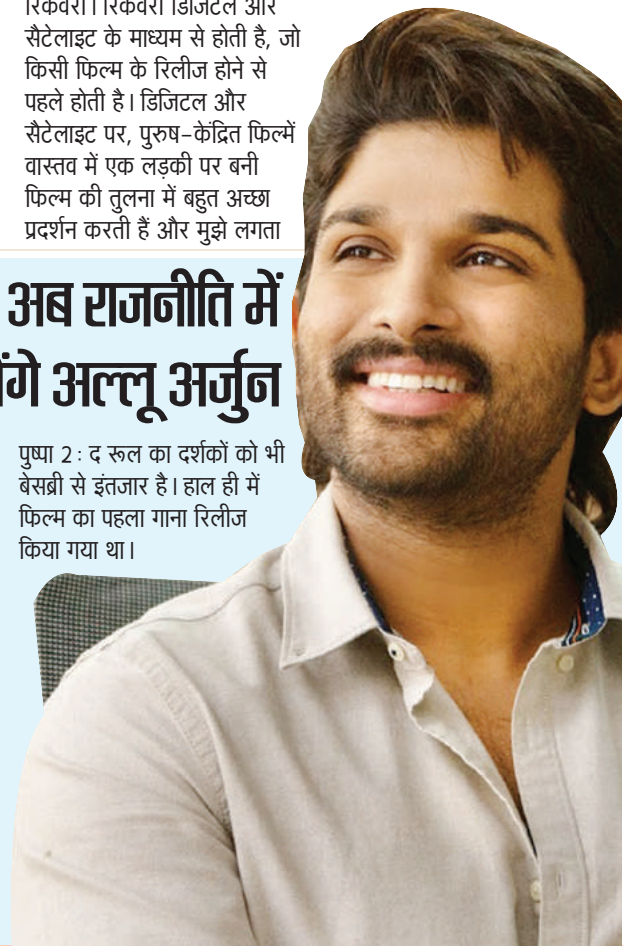 रिकवरी। रिकवरी डिजिटल और
सैटेलाइट के माध्यम से होती है, जो
किसी फिल्म के रिलीज होने से
पहले होती है। डिजिटल और
सैटेलाइट पर, पुरुष-केंद्रित फिल्में
वास्तव में एक लड़की पर बनी
फिल्म की तुलना में बहुत अच्छा
प्रदर्शन करती हैं और मुझे लगता
अब राजनीति में
अल्लू अर्जुन
पुष्पा 2: द रूल का दर्शकों को भी
बेसब्री से इंतजार है। हाल ही में
फिल्म का पहला गाना रिलीज
किया गया था।